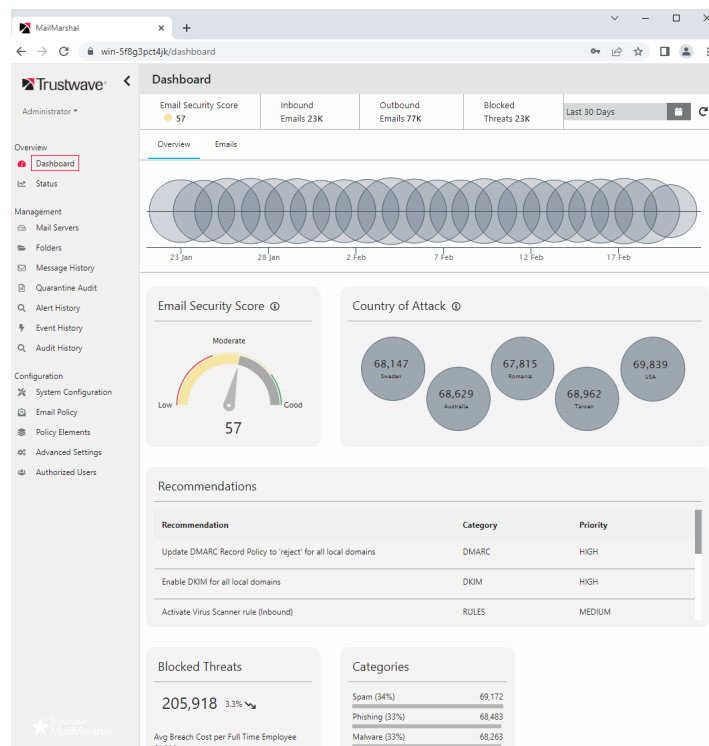 MailMarshal
win-5f8g3pct4jk/dashboard
Trustwave
Administrator
Overview
Dashboard
Status
Management
Mail Servers
Folders
Message History
Quarantine Audit
Alert History
Event History
Audit History
Configuration
System Configuration
Email Policy
Policy Elements
Advanced Settings
Authorized Users
Trustwave
MailMarshal
Dashboard
Email Security Score
57
Inbound
Emails 23K
Outbound
Emails 77K
Blocked
Threats 23K
Last 30 Days
Overview Emails
23 Jan 28 Jan 2 Feb 7 Feb 12 Feb 17 Feb
Email Security Score
Moderate
Low Good
57
Country of Attack
68,147
Sweden
68,629
Australia
67,815
Romania
68,962
Taiwan
69,839
USA
Recommendations
Recommendation Category Priority
Update DMARC Record Policy to 'reject' for all local domains DMARC HIGH
Enable DKIM for all local domains DKIM HIGH
Activate Virus Scanner rule (Inbound) RULES MEDIUM
Blocked Threats
205,918 3.3%
Avg Breach Cost per Full Time Employee
Categories
Spam (34%) 69,172
Phishing (33%) 68,483
Malware (33%) 68,263